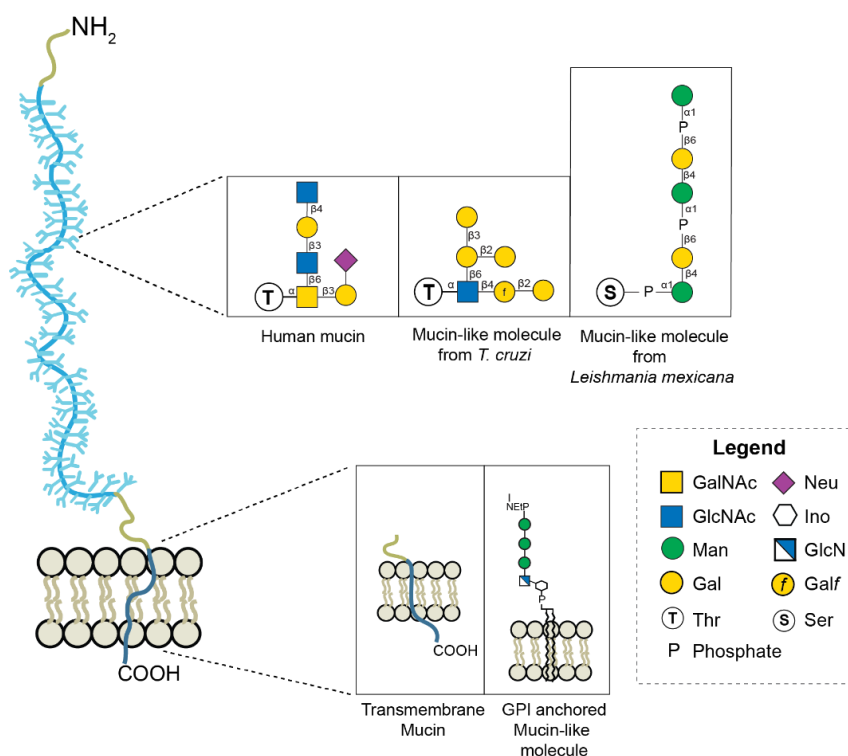 NH2
β4
β3
β6
T
α
β3
Human mucin
β3
β2
β6
T
α
β4
f
β2
Mucin-like molecule
from T. cruzi
α1
P
β6
β4
α1
P
β6
β4
S
P
α1
Mucin-like molecule
from
Leishmania mexicana
COOH
COOH
Transmembrane
Mucin
I
NEtP
P
GPI anchored
Mucin-like
molecule
Legend
GalNAc
Neu
GlcNAc
Ino
Man
GlcN
Gal
f
Galf
T
Thr
S
Ser
P
Phosphate